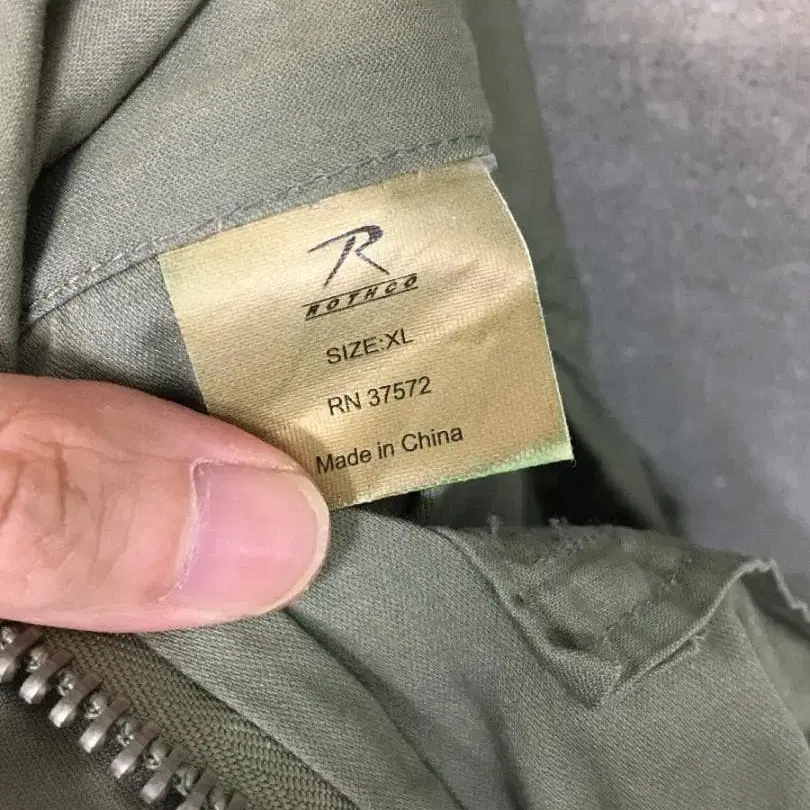 R
ROTHCO
SIZE:XL
RN 37572
Made in China